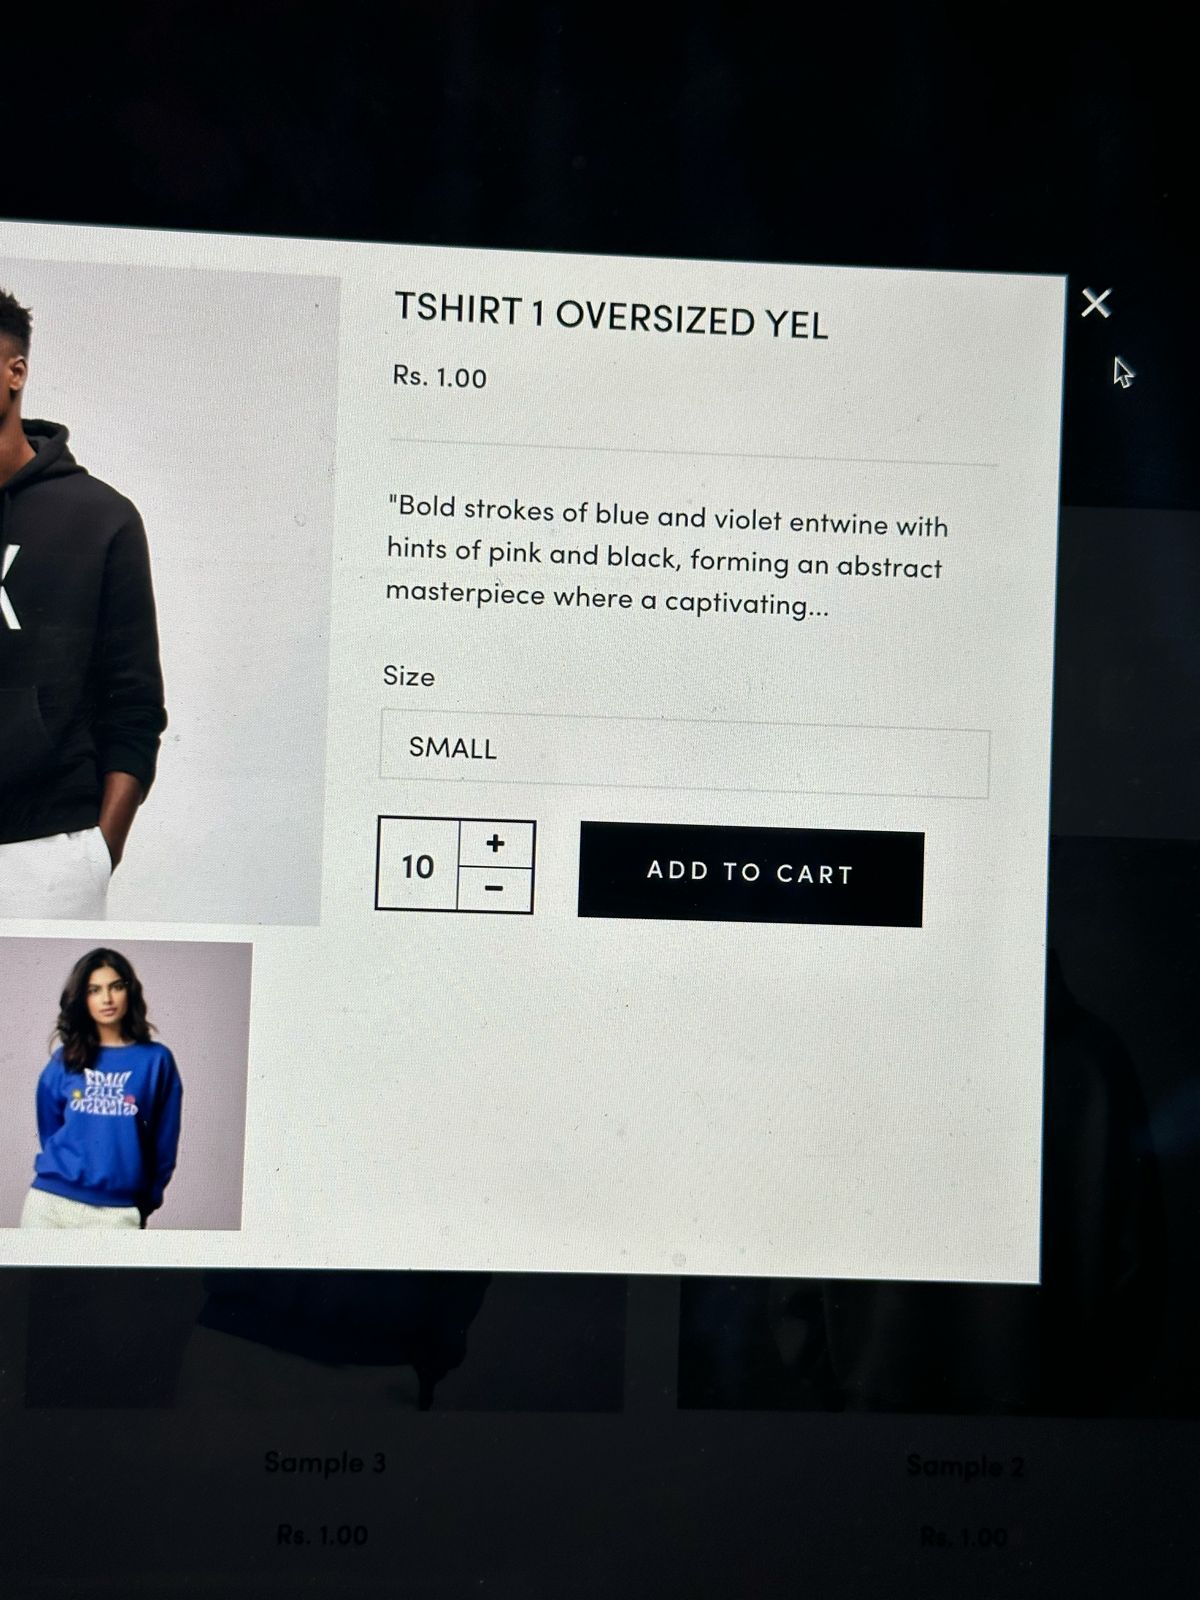 TSHIRT 1 OVERSIZED YEL
Rs. 1.00
"Bold strokes of blue and violet entwine with
hints of pink and black, forming an abstract
masterpiece where a captivating...
Size
SMALL
10
+
-
ADD TO CART
Sample 3
Rs. 1.00
Sample 2
Rs. 1.00